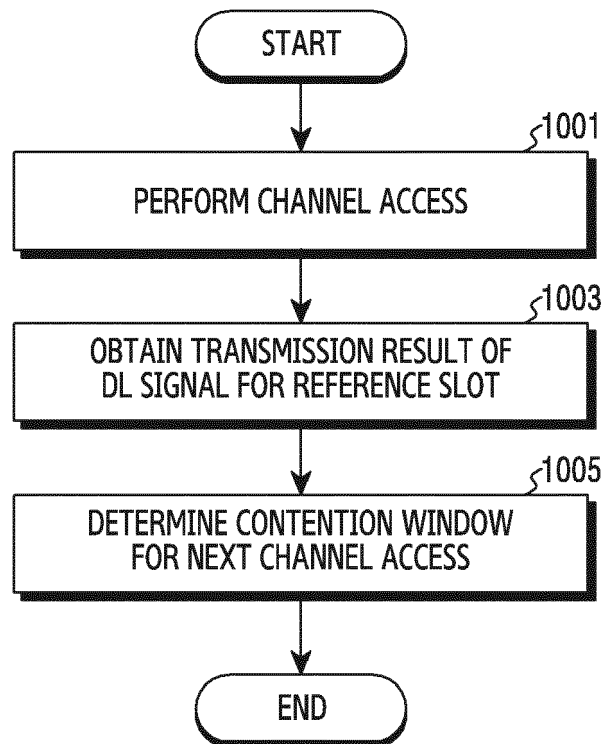 START
1001
PERFORM CHANNEL ACCESS
1003
OBTAIN TRANSMISSION RESULT OF
DL SIGNAL FOR REFERENCE SLOT
1005
DETERMINE CONTENTION WINDOW
FOR NEXT CHANNEL ACCESS
END